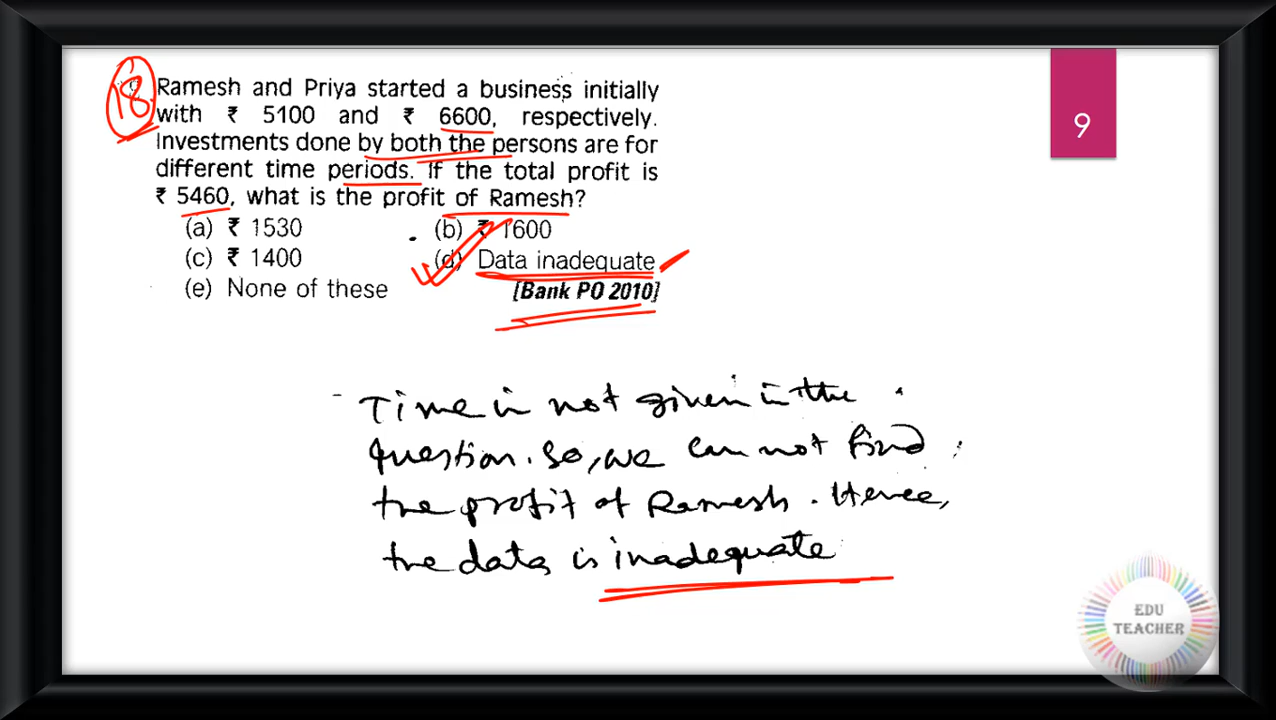 9
18
Ramesh and Priya started a business initially
with ₹ 5100 and ₹ 6600, respectively.
Investments done by both the persons are for
different time periods. If the total profit is
₹ 5460, what is the profit of Ramesh?
(a) ₹ 1530 (b) ₹ 1600
(c) ₹ 1400 (d) Data inadequate
(e) None of these [Bank PO 2010]
Time is not given in the
question. So, we can not find
the profit of Ramesh. Hence,
the data is inadequate
EDU
TEACHER